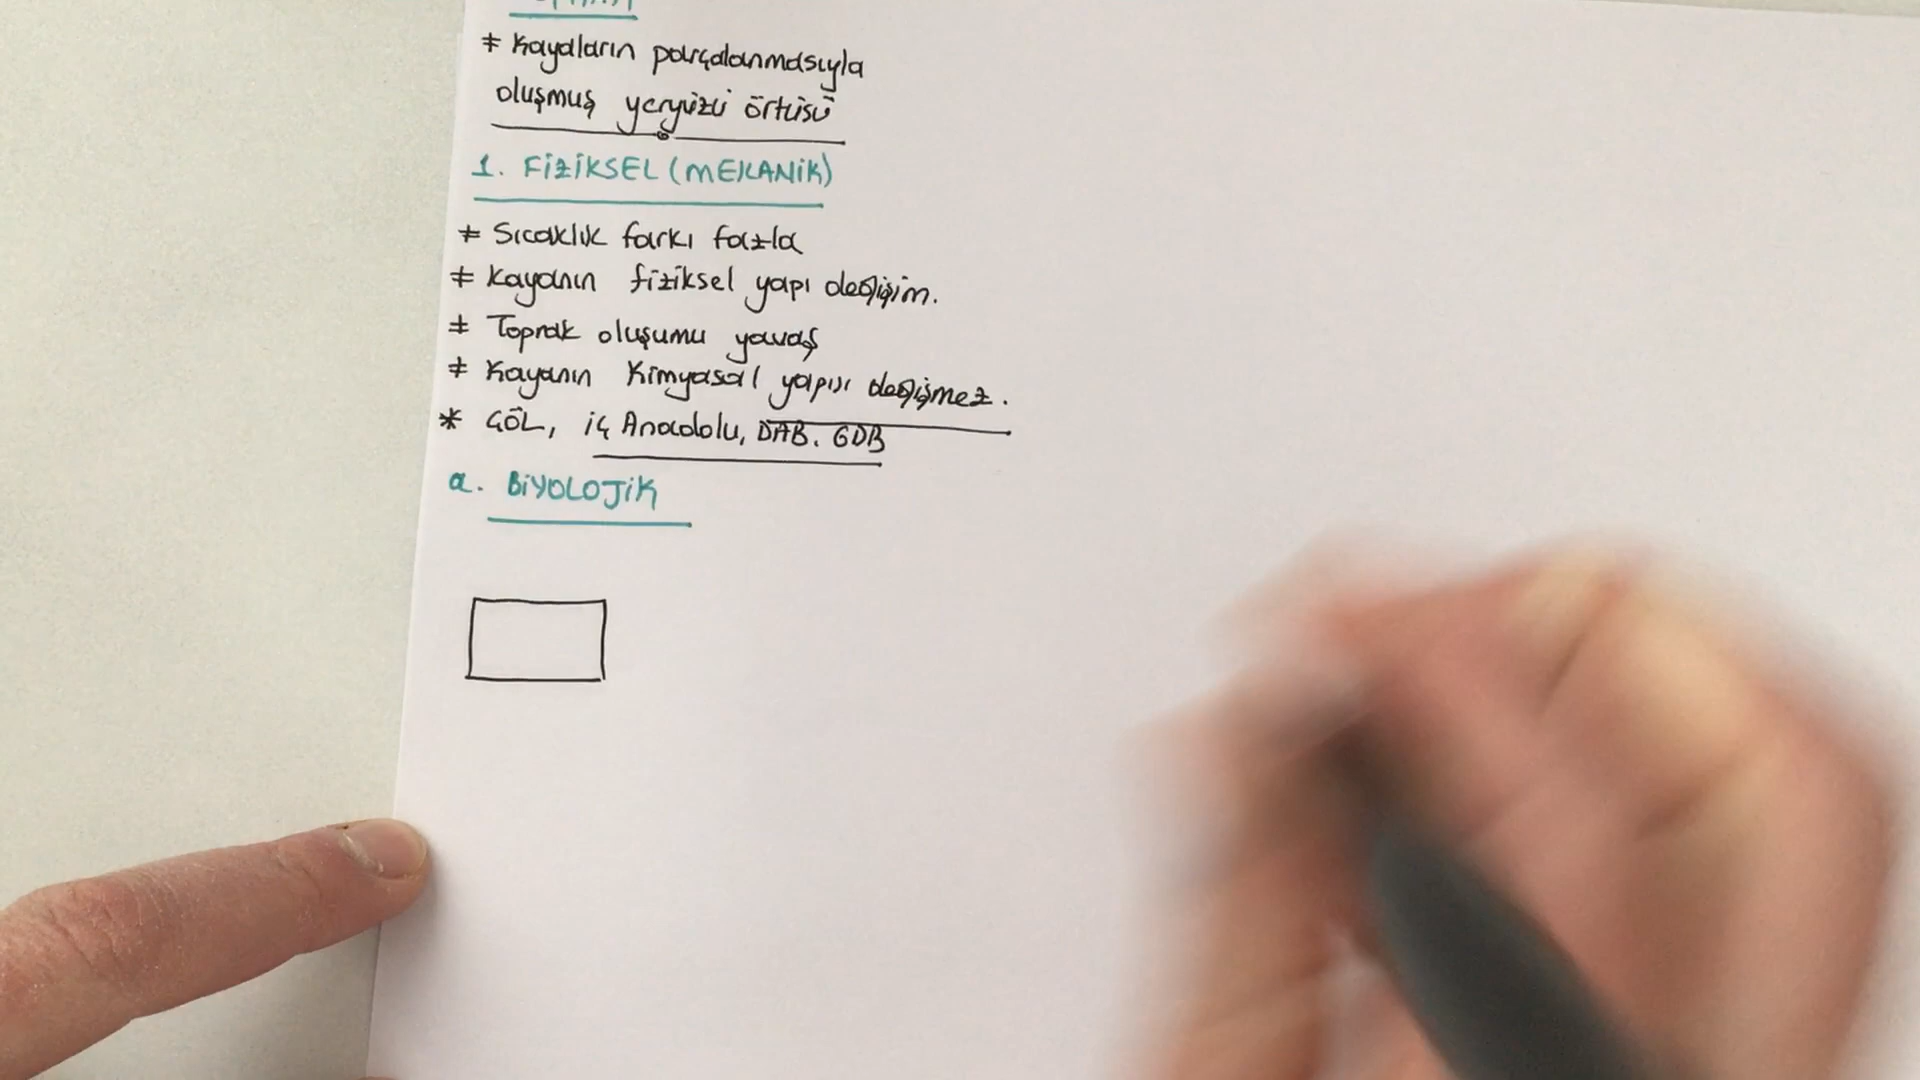 * Kayaların parçalanmasıyla
oluşmuş yeryüzü örtüsü
1. FİZİKSEL (MEKANİK)
* Sıcaklık farkı fazla
* Kayanın fiziksel yapı değişim.
* Toprak oluşumu yavaş
* Kayanın Kimyasal yapısı değişmez.
* ÇÖL, İç Anadolu, DAB. GDB
a. BİYOLOJİK